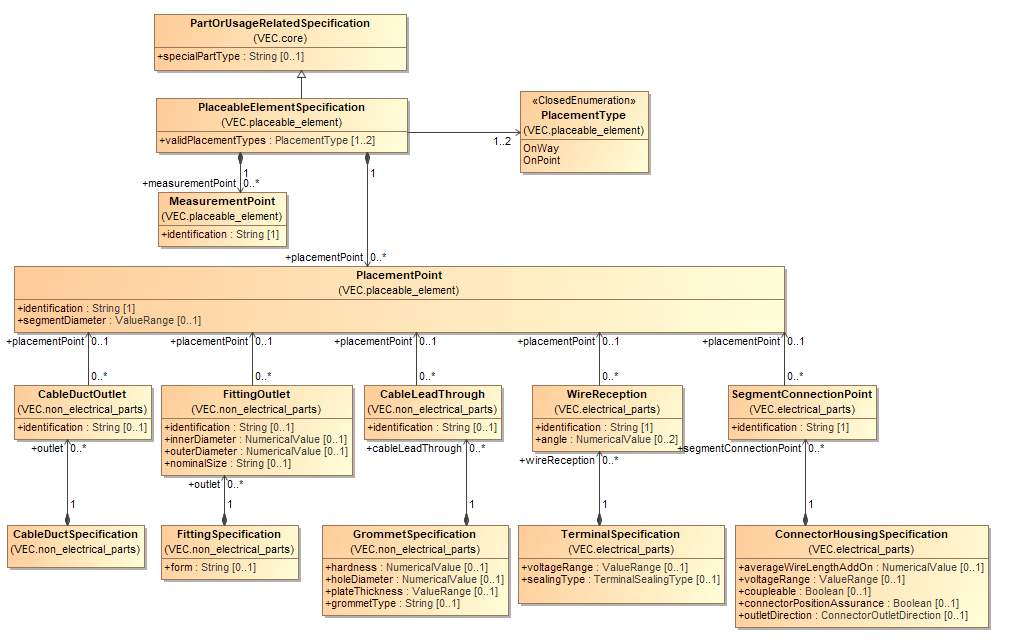 PartOrUsageRelatedSpecification
(VEC.core)
+specialPartType : String [0..1]
PlaceableElementSpecification
(VEC.placeable_element)
+validPlacementTypes : PlacementType [1..2]
«ClosedEnumeration»
PlacementType
(VEC.placeable_element)
OnWay
OnPoint
1..2
1
+measurementPoint 0..*
1
MeasurementPoint
(VEC.placeable_element)
+identification : String [1]
+placementPoint 0..*
PlacementPoint
(VEC.placeable_element)
+identification : String [1]
+segmentDiameter : ValueRange [0..1]
+placementPoint 0..1
+placementPoint 0..1
+placementPoint 0..1
+placementPoint 0..1
+placementPoint 0..1
0..*
0..*
0..*
0..*
0..*
CableDuctOutlet
(VEC.non_electrical_parts)
+identification : String [0..1]
FittingOutlet
(VEC.non_electrical_parts)
+identification : String [0..1]
+innerDiameter : NumericalValue [0..1]
+outerDiameter : NumericalValue [0..1]
+nominalSize : String [0..1]
CableLeadThrough
(VEC.non_electrical_parts)
+identification : String [0..1]
WireReception
(VEC.electrical_parts)
+identification : String [1]
+angle : NumericalValue [0..2]
SegmentConnectionPoint
(VEC.electrical_parts)
+identification : String [1]
+outlet 0..*
+outlet 0..*
+cableLeadThrough 0..*
+wireReception 0..*
+segmentConnectionPoint 0..*
1
1
1
1
1
CableDuctSpecification
(VEC.non_electrical_parts)
FittingSpecification
(VEC.non_electrical_parts)
+form : String [0..1]
GrommetSpecification
(VEC.non_electrical_parts)
+hardness : NumericalValue [0..1]
+holeDiameter : NumericalValue [0..1]
+plateThickness : ValueRange [0..1]
+grommetType : String [0..1]
TerminalSpecification
(VEC.electrical_parts)
+voltageRange : ValueRange [0..1]
+sealingType : TerminalSealingType [0..1]
ConnectorHousingSpecification
(VEC.electrical_parts)
+averageWireLengthAddOn : NumericalValue [0..1]
+voltageRange : ValueRange [0..1]
+coupleable : Boolean [0..1]
+connectorPositionAssurance : Boolean [0..1]
+outletDirection : ConnectorOutletDirection [0..1]